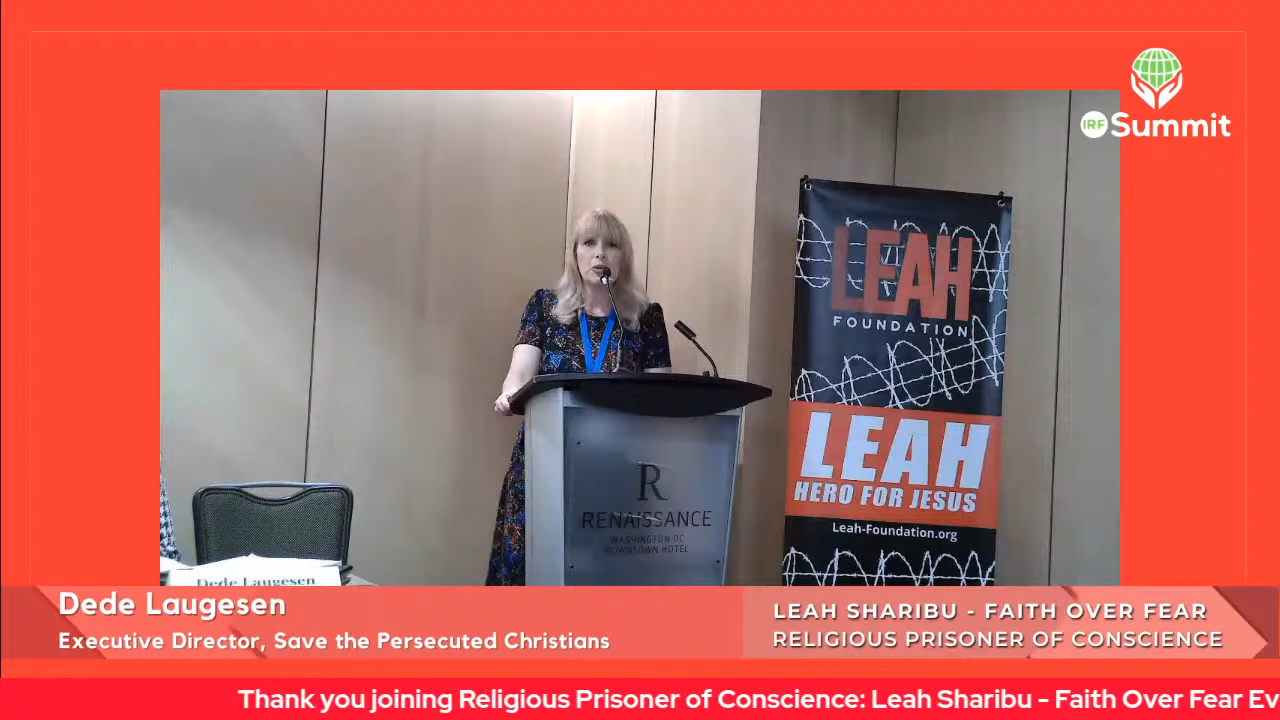 IRF Summit
LEAH
FOUNDATION
LEAH
HERO FOR JESUS
Leah-Foundation.org
R
RENAISSANCE
WASHINGTON DC
DOWNTOWN HOTEL
Dede Laugesen
Dede Laugesen
Executive Director, Save the Persecuted Christians
LEAH SHARIBU - FAITH OVER FEAR
RELIGIOUS PRISONER OF CONSCIENCE
Thank you joining Religious Prisoner of Conscience: Leah Sharibu - Faith Over Fear Ev